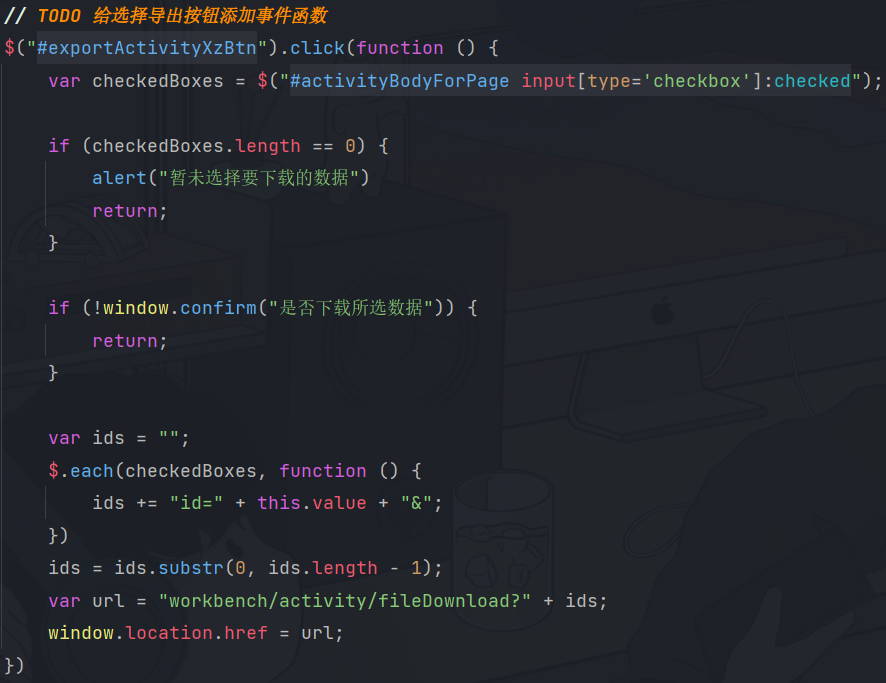 // TODO 给选择导出按钮添加事件函数
$("#exportActivityXzBtn").click(function () {
    var checkedBoxes = $("#activityBodyForPage input[type='checkbox']:checked");
    if (checkedBoxes.length == 0) {
        alert("暂未选择要下载的数据")
        return;
    }
    if (!window.confirm("是否下载所选数据")) {
        return;
    }
    var ids = "";
    $.each(checkedBoxes, function () {
        ids += "id=" + this.value + "&";
    })
    ids = ids.substr(0, ids.length - 1);
    var url = "workbench/activity/fileDownload?" + ids;
    window.location.href = url;
})